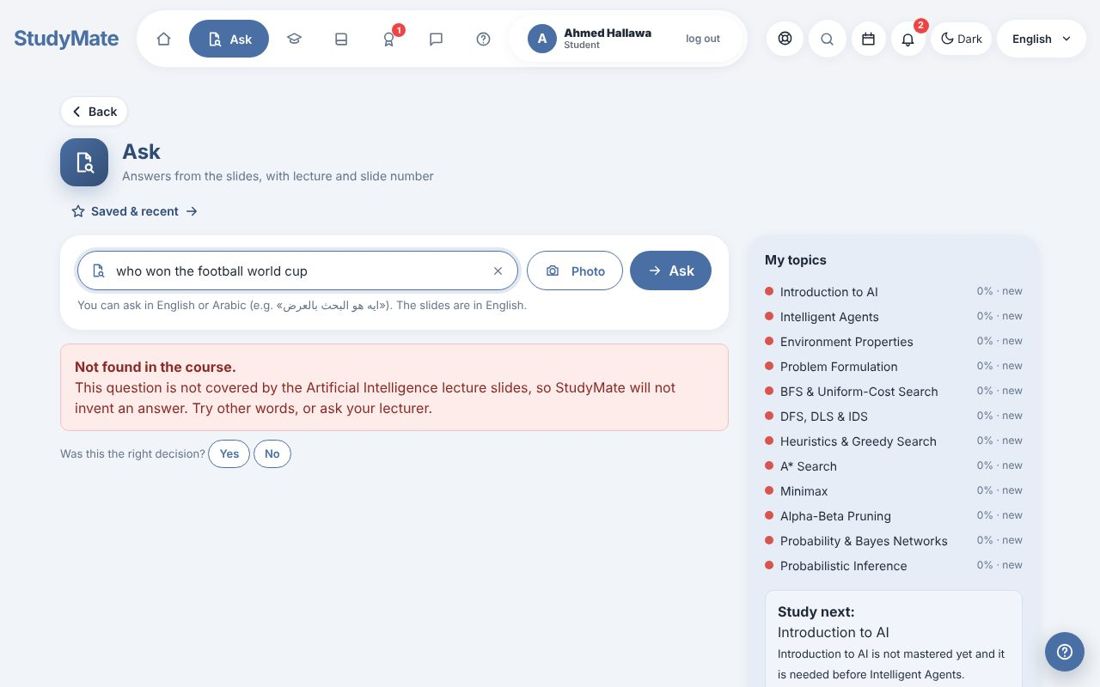 StudyMate
Ask
1
A
Ahmed Hallawa
Student
log out
2
Dark
English
Back
Ask
Answers from the slides, with lecture and slide number
Saved & recent
who won the football world cup
Photo
Ask
You can ask in English or Arabic (e.g. «ايه هو البحث بالعرض»). The slides are in English.
Not found in the course.
This question is not covered by the Artificial Intelligence lecture slides, so StudyMate will not
invent an answer. Try other words, or ask your lecturer.
Was this the right decision? Yes No
My topics
Introduction to AI 0% · new
Intelligent Agents 0% · new
Environment Properties 0% · new
Problem Formulation 0% · new
BFS & Uniform-Cost Search 0% · new
DFS, DLS & IDS 0% · new
Heuristics & Greedy Search 0% · new
A* Search 0% · new
Minimax 0% · new
Alpha-Beta Pruning 0% · new
Probability & Bayes Networks 0% · new
Probabilistic Inference 0% · new
Study next:
Introduction to AI
Introduction to AI is not mastered yet and it
is needed before Intelligent Agents.